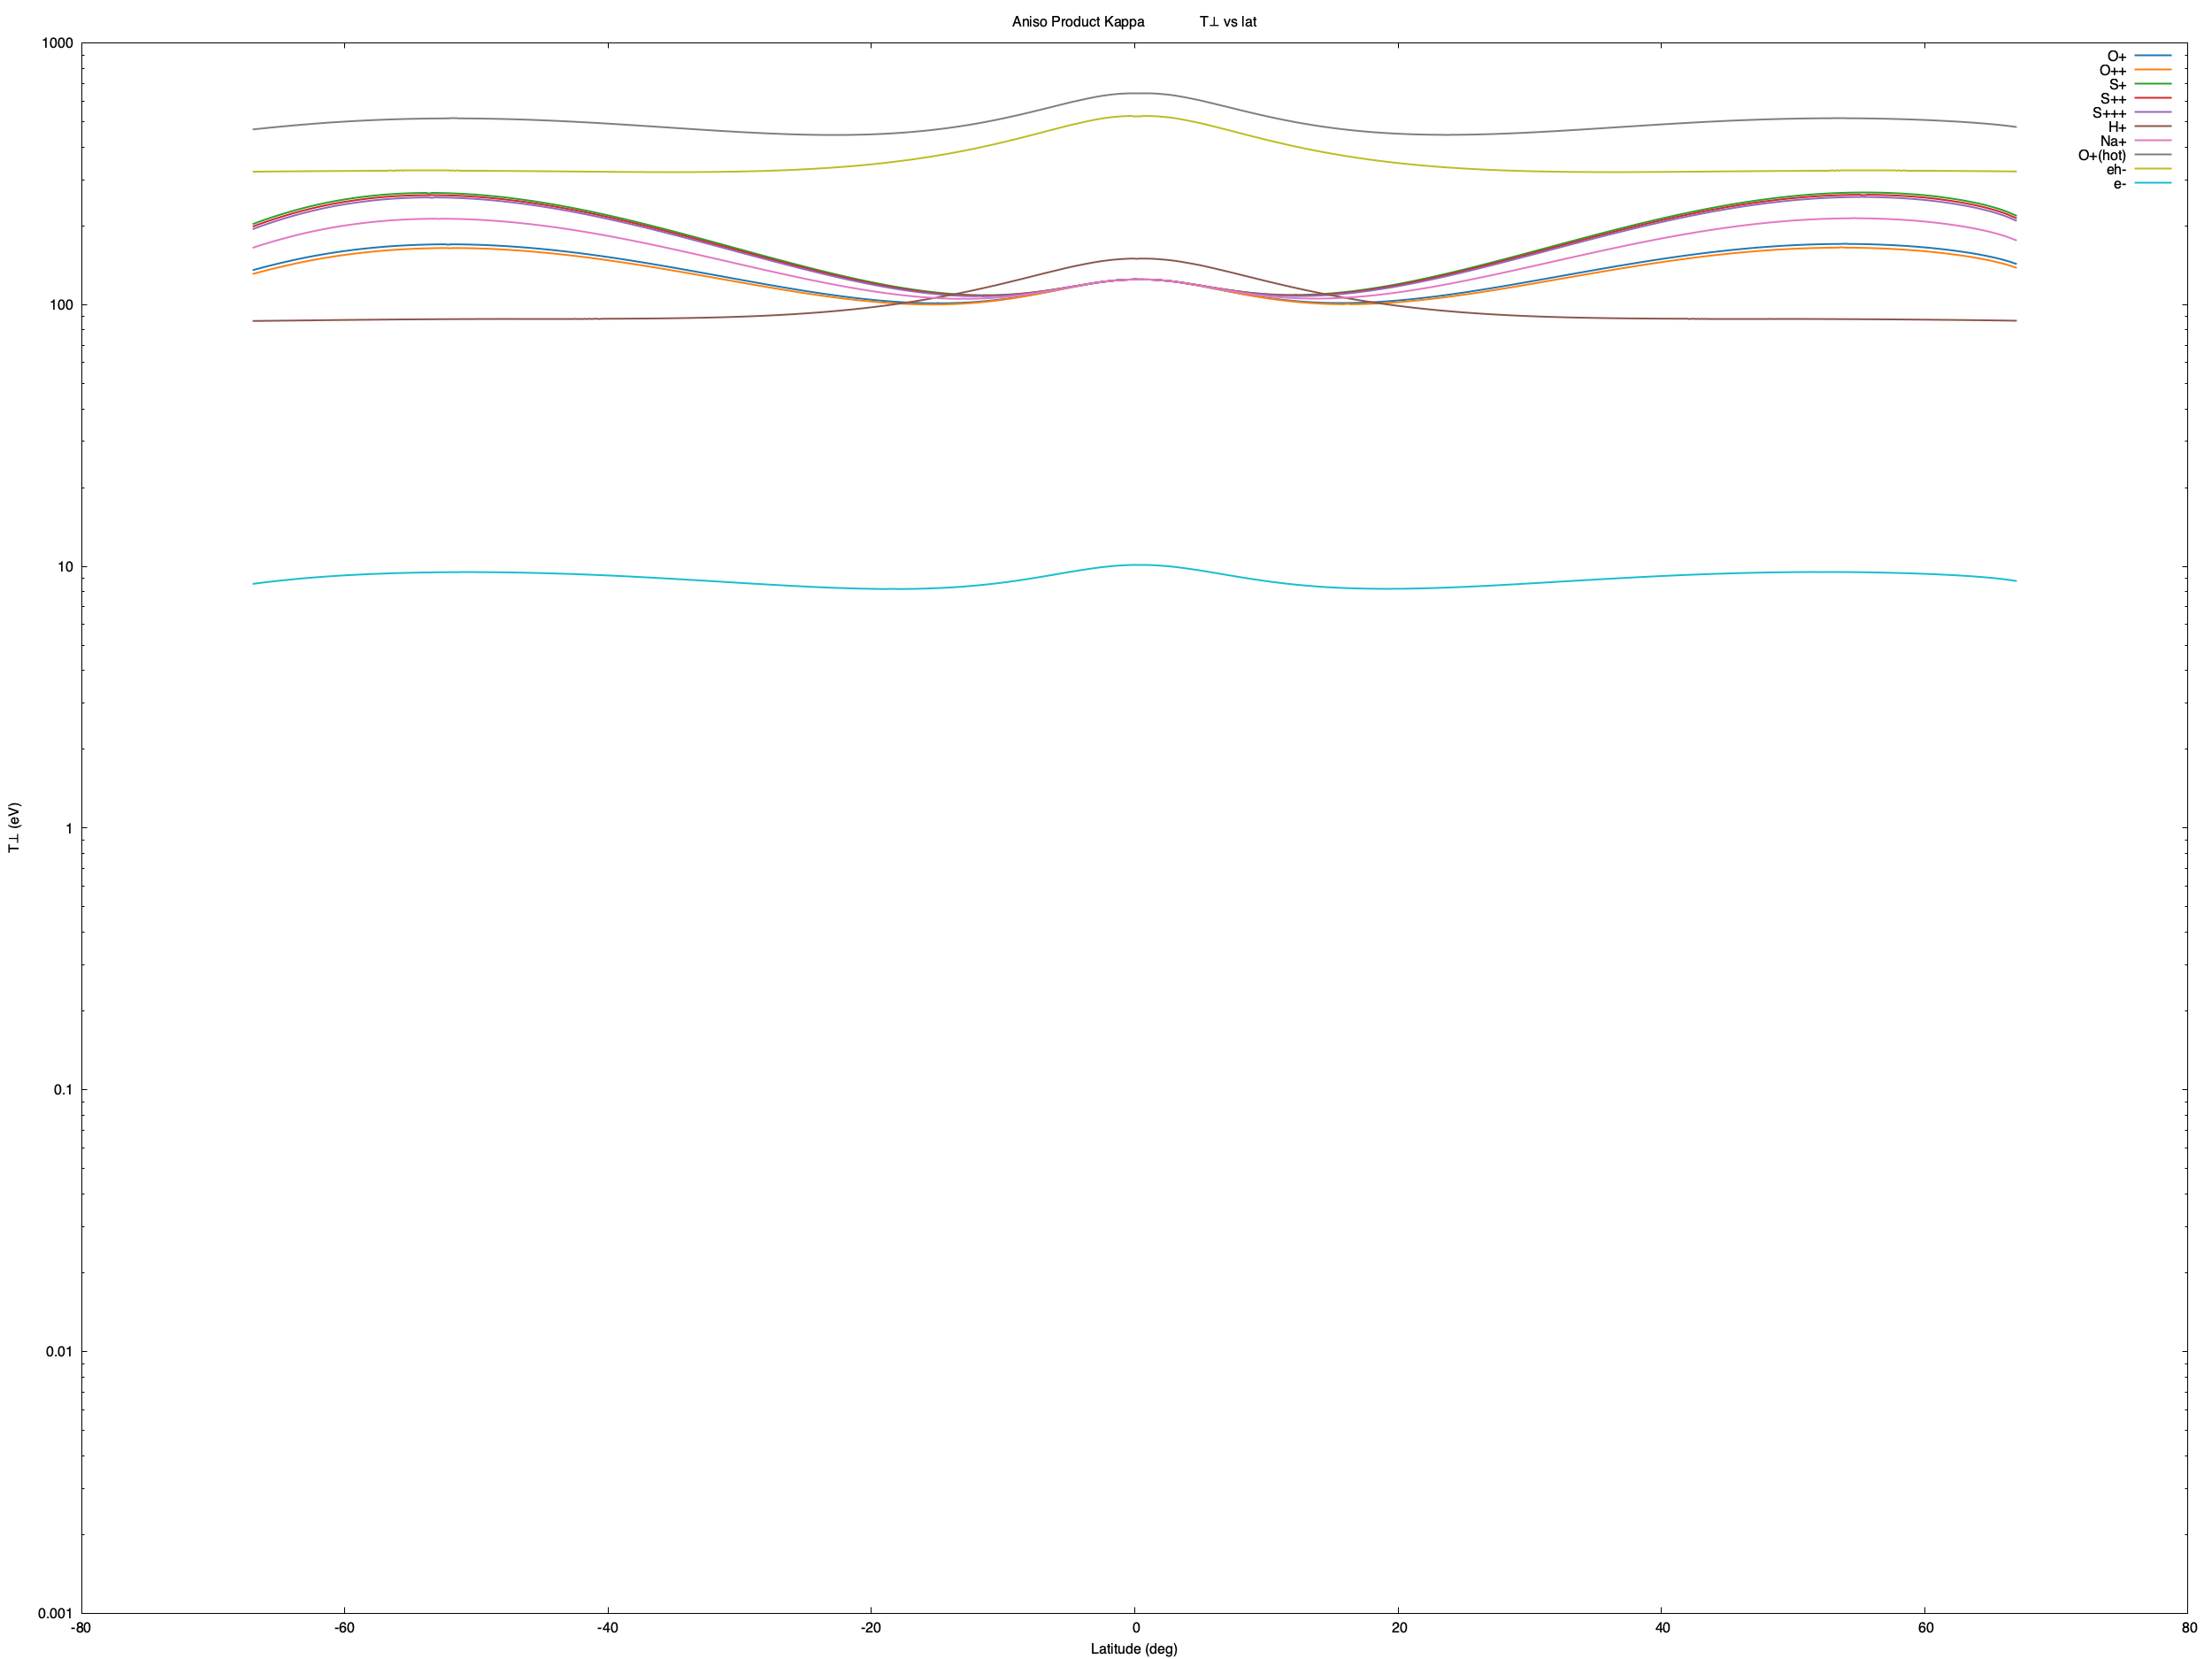 Aniso Product Kappa T⊥ vs lat
1000
100
10
1
0.1
0.01
0.001
T⊥ (eV)
O+
O++
S+
S++
S+++
H+
Na+
O+(hot)
eh-
e-
-80 -60 -40 -20 0 20 40 60 80
Latitude (deg)